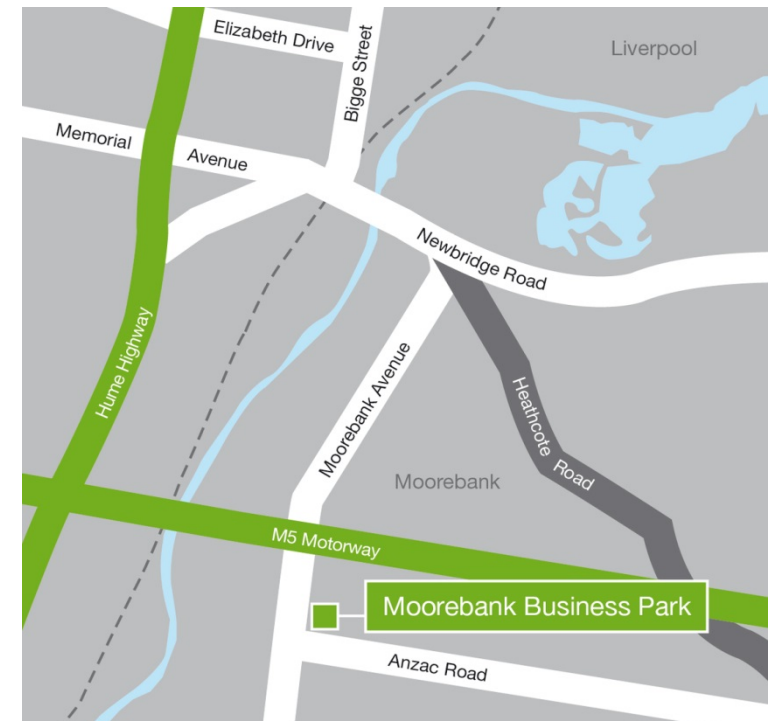 Elizabeth Drive
Bigge Street
Liverpool
Memorial Avenue
Newbridge Road
Hume Highway
Moorebank Avenue
Heathcote Road
Moorebank
M5 Motorway
Moorebank Business Park
Anzac Road